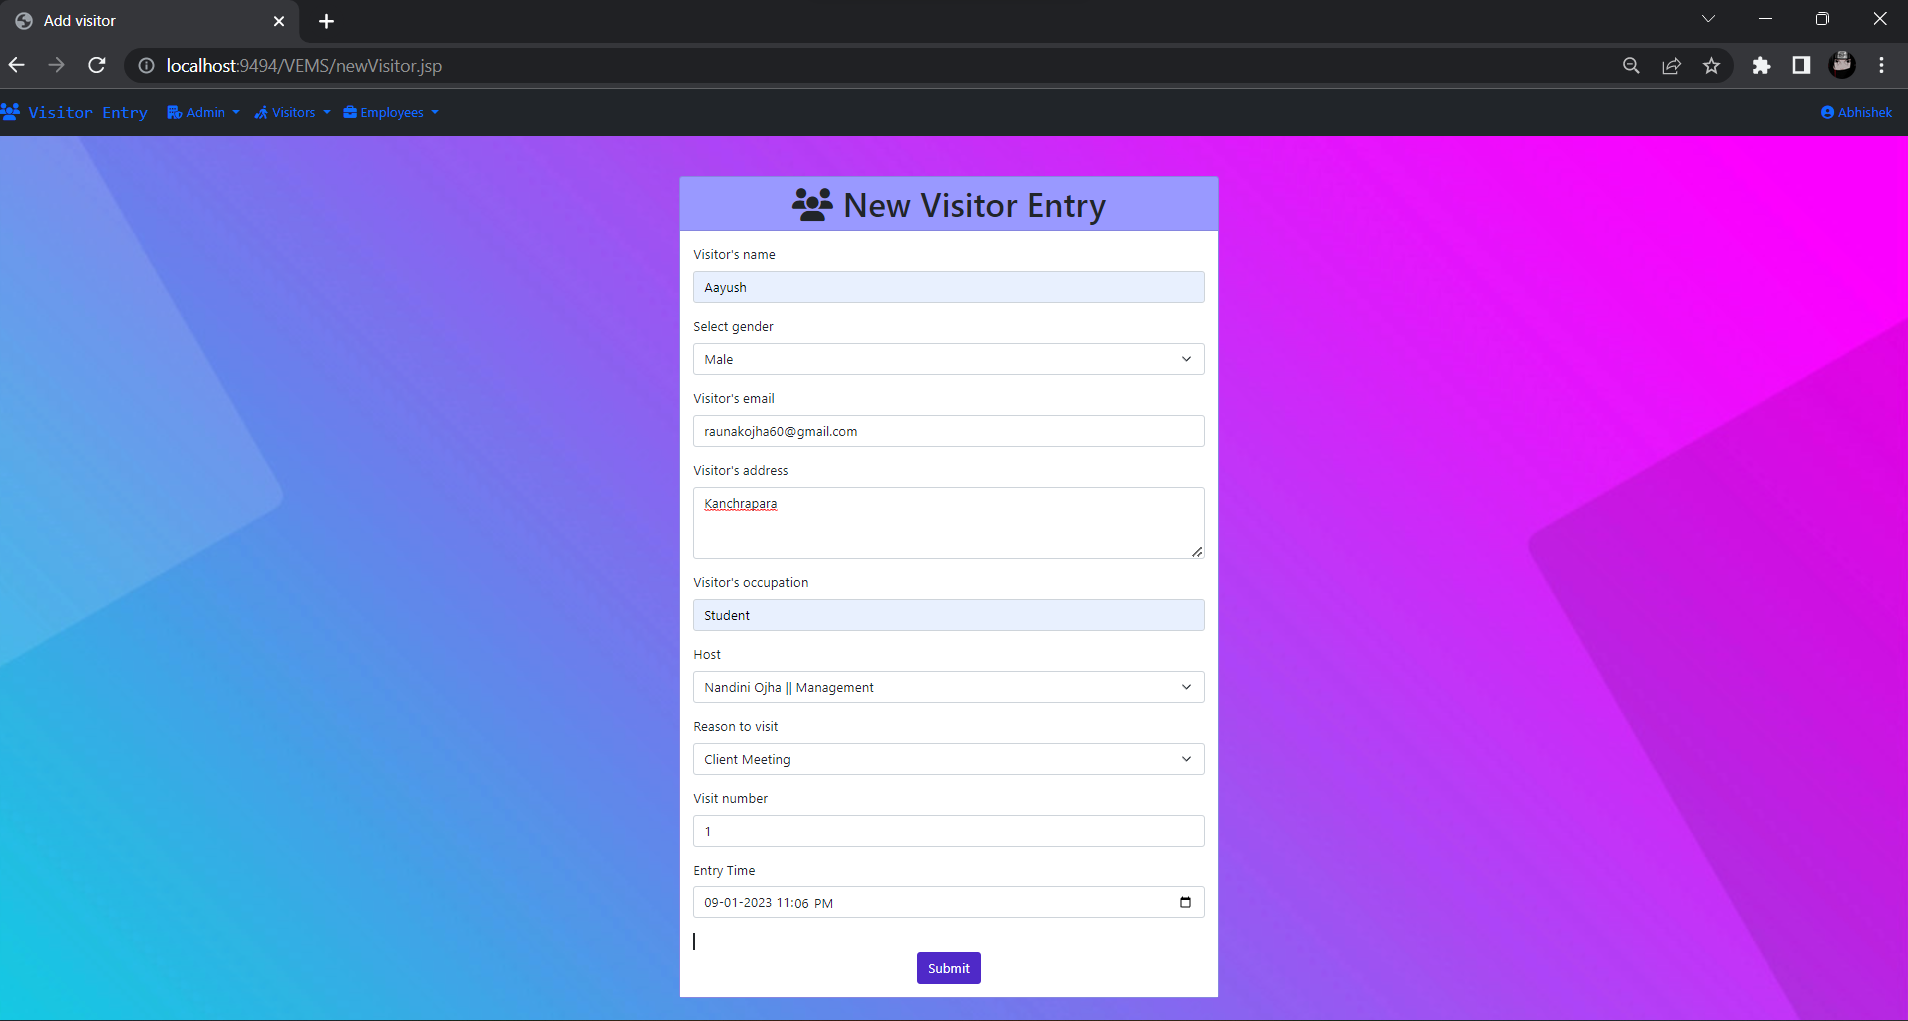 Add visitor
localhost:9494/VEMS/newVisitor.jsp
Visitor Entry Admin Visitors Employees Abhishek
New Visitor Entry
Visitor's name
Aayush
Select gender
Male
Visitor's email
raunakojha60@gmail.com
Visitor's address
Kanchrapara
Visitor's occupation
Student
Host
Nandini Ojha || Management
Reason to visit
Client Meeting
Visit number
1
Entry Time
09-01-2023 11:06 PM
Submit